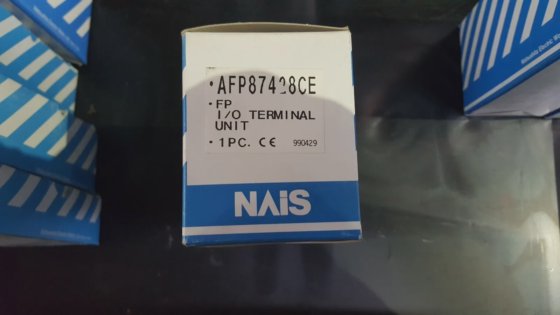 · AFP87428CE
· FP
I/O TERMINAL
UNIT
· 1PC. CE 990429
NAiS